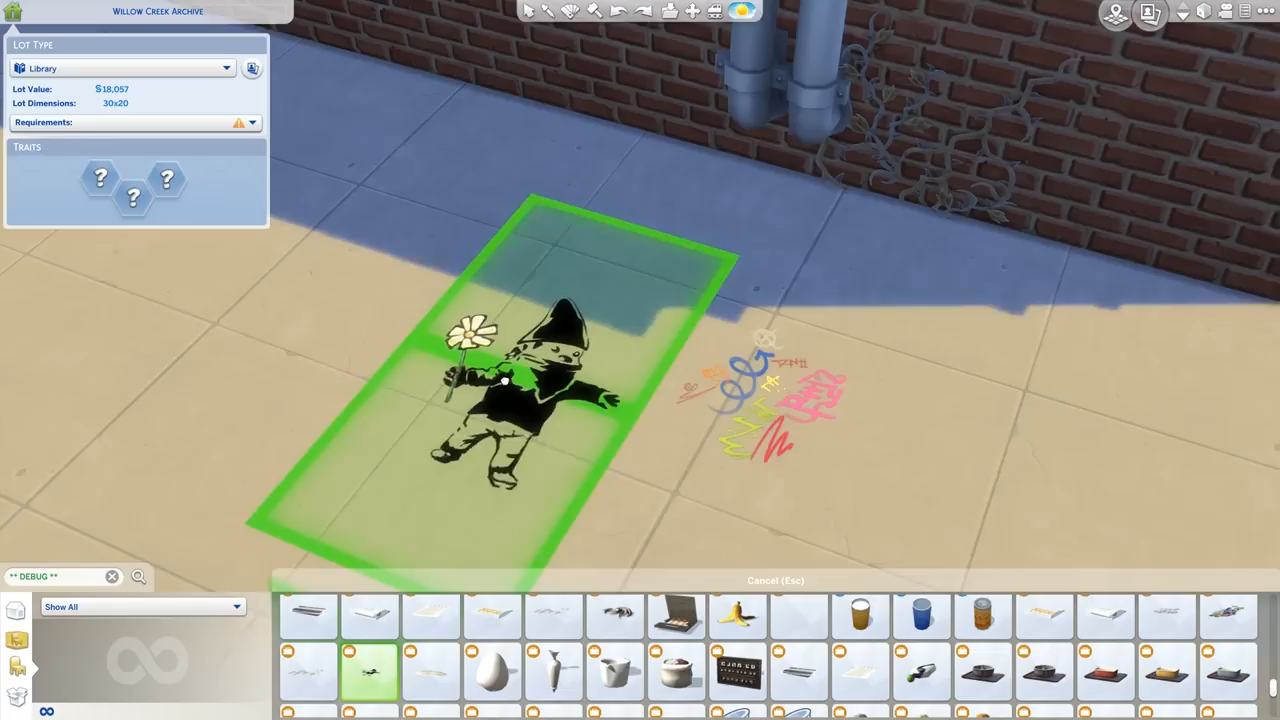 WILLOW CREEK ARCHIVE
LOT TYPE
Library
Lot Value: §18,057
Lot Dimensions: 30x20
Requirements:
TRAITS
? ? ?
Cancel (Esc)
** DEBUG **
Show All